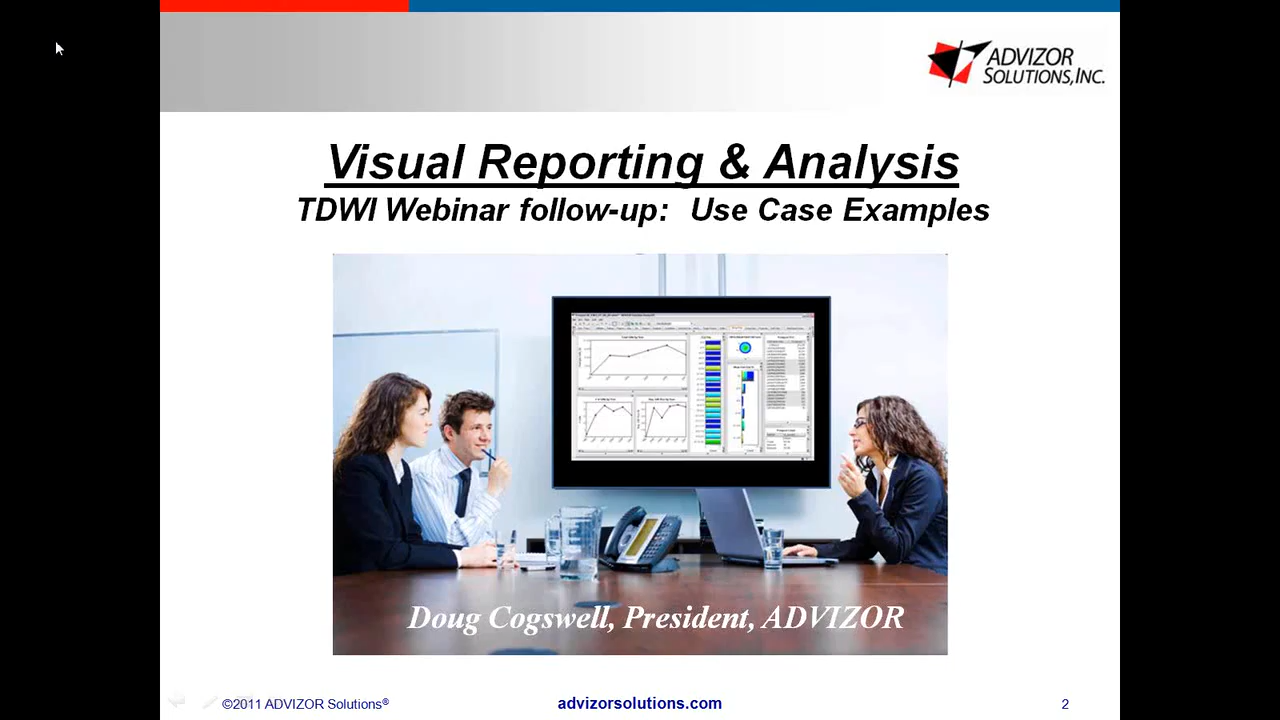 ADVIZOR
SOLUTIONS, INC.
Visual Reporting & Analysis
TDWI Webinar follow-up: Use Case Examples
Doug Cogswell, President, ADVIZOR
©2011 ADVIZOR Solutions®
advizorsolutions.com
2